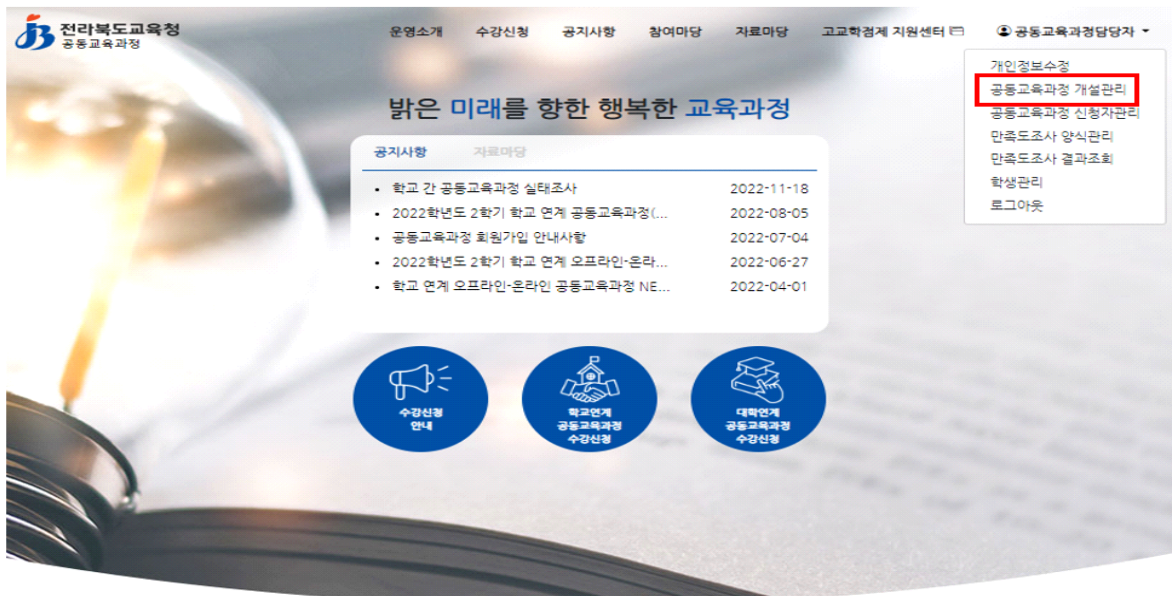 전라북도교육청
공동교육과정
운영소개 수강신청 공지사항 참여마당 자료마당 고교학점제 지원센터 공동교육과정담당자
개인정보수정
공동교육과정 개설관리
공동교육과정 신청자관리
만족도조사 양식관리
만족도조사 결과조회
학생관리
로그아웃
밝은 미래를 향한 행복한 교육과정
공지사항 자료마당
• 학교 간 공동교육과정 실태조사 2022-11-18
• 2022학년도 2학기 학교 연계 공동교육과정(... 2022-08-05
• 공동교육과정 회원가입 안내사항 2022-07-04
• 2022학년도 2학기 학교 연계 오프라인-온라... 2022-06-27
• 학교 연계 오프라인-온라인 공동교육과정 NE... 2022-04-01
수강신청
안내
학교연계
공동교육과정
수강신청
대학연계
공동교육과정
수강신청